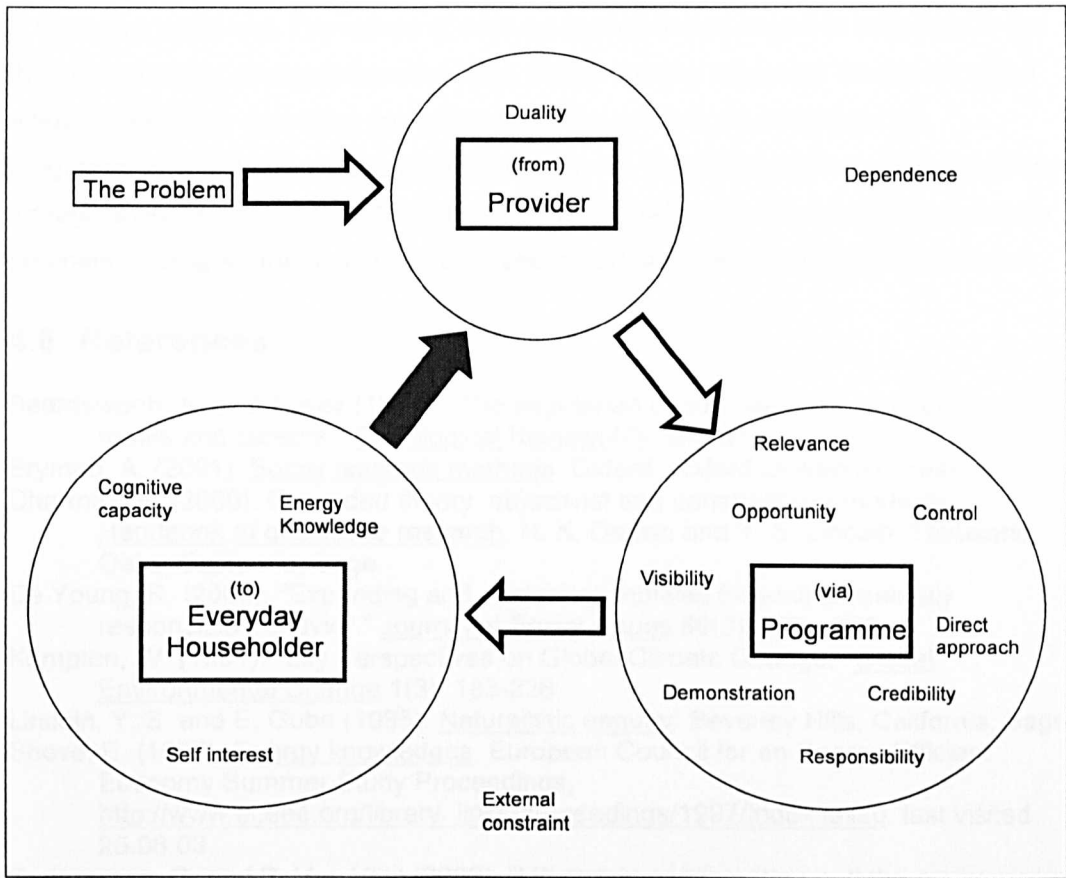 Duality
(from)
Provider
The Problem
Dependence
Relevance
Opportunity
Control
Visibility
(via)
Programme
Direct
approach
Demonstration
Credibility
Responsibility
Cognitive
capacity
Energy
Knowledge
(to)
Everyday
Householder
Self interest
External
constraint